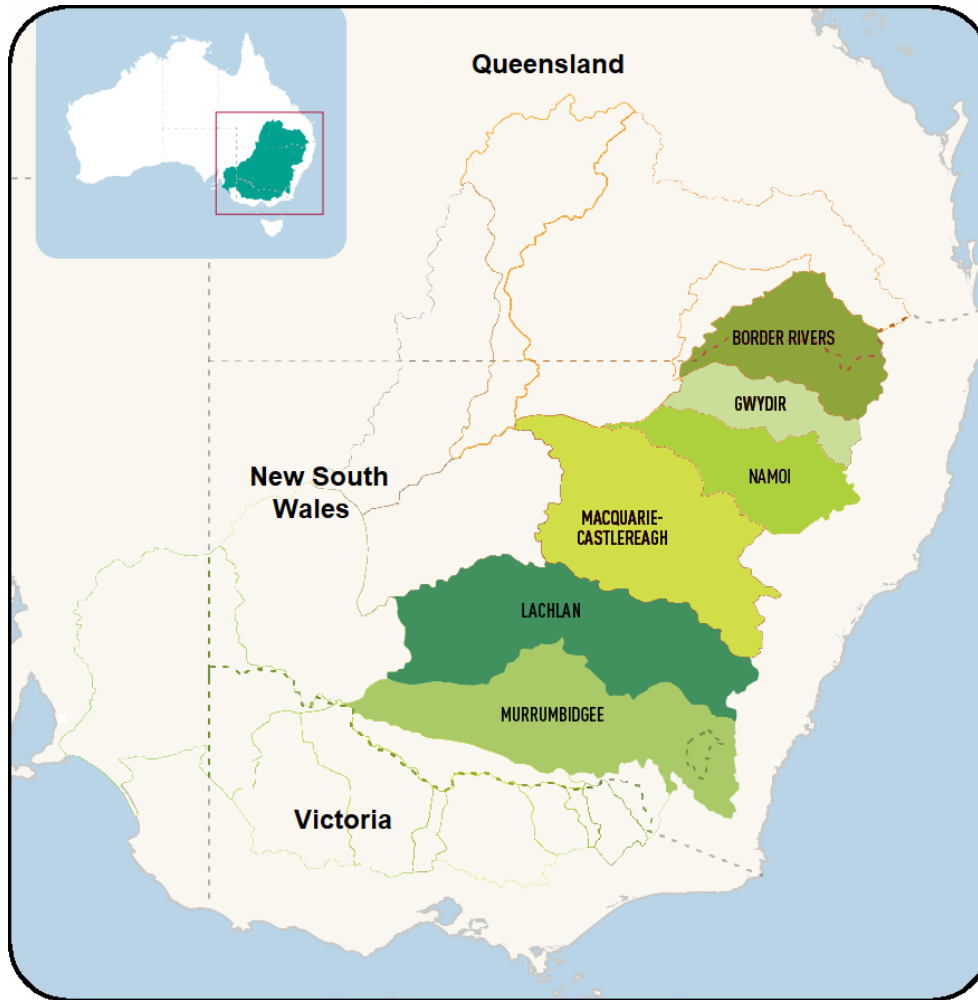 Queensland
BORDER RIVERS
GWYDIR
NAMOI
New South
Wales
MACQUARIE-
CASTLEREAGH
LACHLAN
MURRUMBIDGEE
Victoria